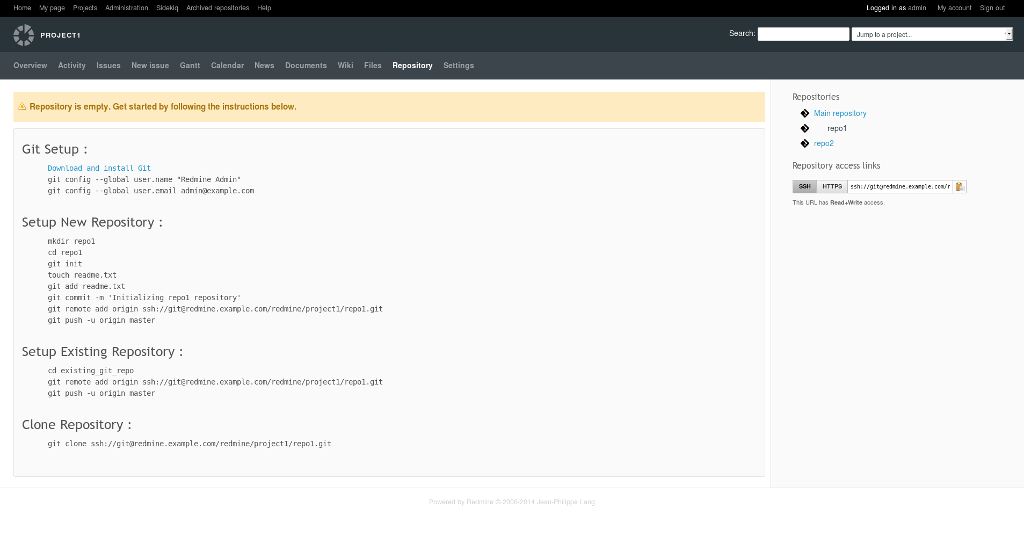 Home My page Projects Administration Sidekiq Archived repositories Help
Logged in as admin My account Sign out
PROJECT1
Search: Jump to a project...
Overview Activity Issues New issue Gantt Calendar News Documents Wiki Files Repository Settings
Repository is empty. Get started by following the instructions below.
Git Setup :
Download and install Git
git config --global user.name "Redmine Admin"
git config --global user.email admin@example.com
Setup New Repository :
mkdir repo1
cd repo1
git init
touch readme.txt
git add readme.txt
git commit -m 'Initializing repo1 repository'
git remote add origin ssh://git@redmine.example.com/redmine/project1/repo1.git
git push -u origin master
Setup Existing Repository :
cd existing_git_repo
git remote add origin ssh://git@redmine.example.com/redmine/project1/repo1.git
git push -u origin master
Clone Repository :
git clone ssh://git@redmine.example.com/redmine/project1/repo1.git
Repositories
Main repository
repo1
repo2
Repository access links
SSH HTTPS ssh://git@redmine.example.com/r
This URL has Read+Write access.
Powered by Redmine © 2006-2014 Jean-Philippe Lang